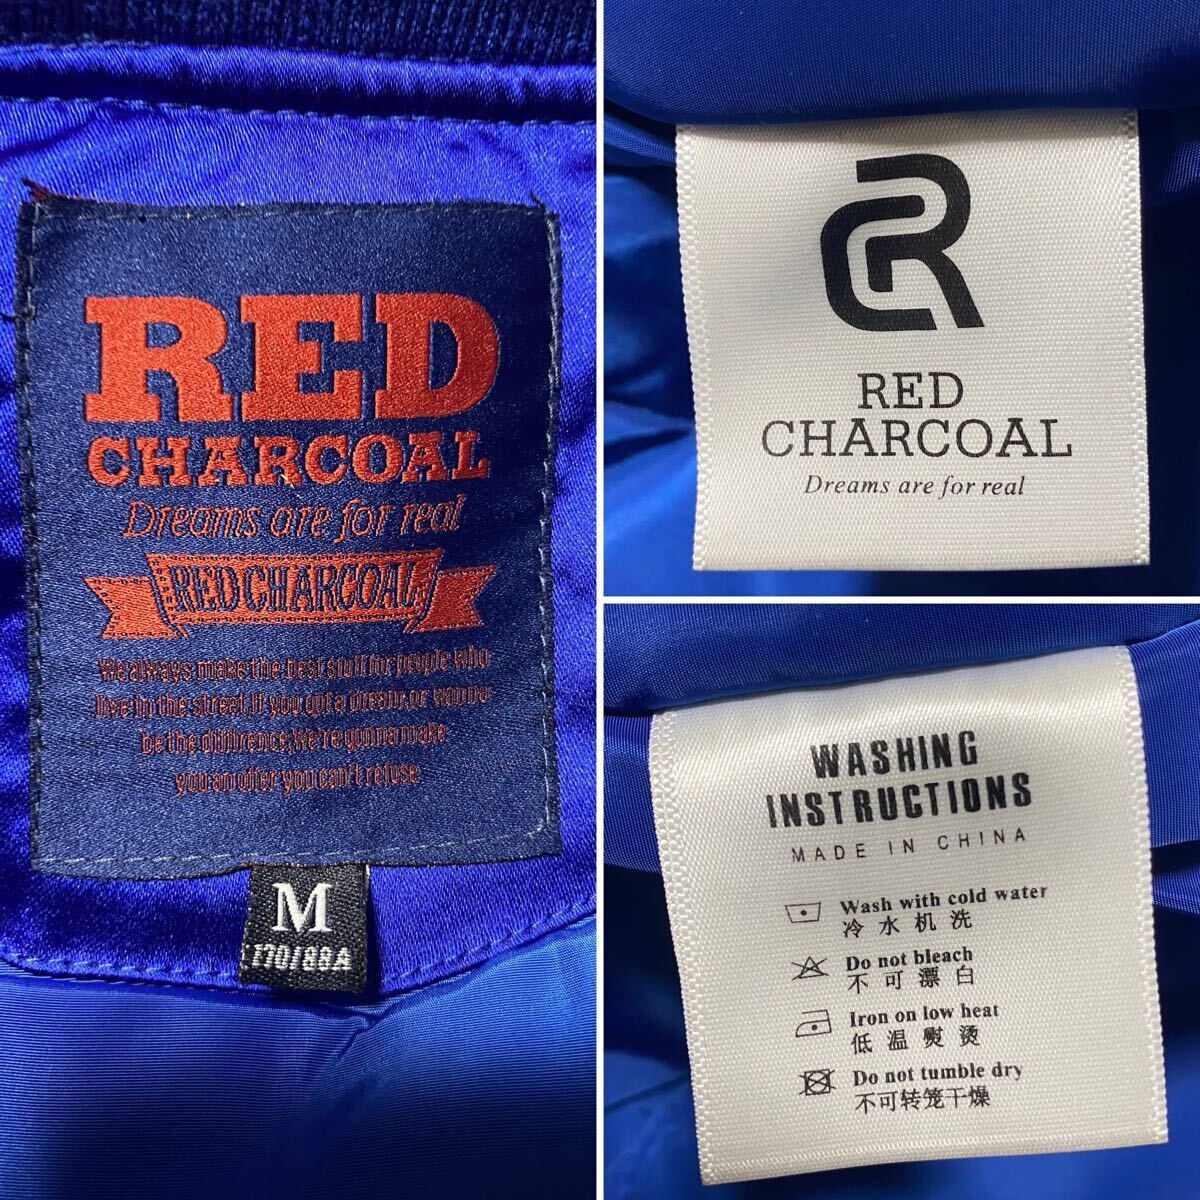 RED
CHARCOAL
Dreams are for real
RED CHARCOAL
We always make the best stuff for people who
live in the street.If you got a dream,or wanna
be the diffirence,We're gonna make
you an offer you can't refuse
M
170/88A
RED
CHARCOAL
Dreams are for real
WASHING
INSTRUCTIONS
MADE IN CHINA
Wash with cold water
冷水机洗
Do not bleach
不可漂白
Iron on low heat
低温熨烫
Do not tumble dry
不可转笼干燥